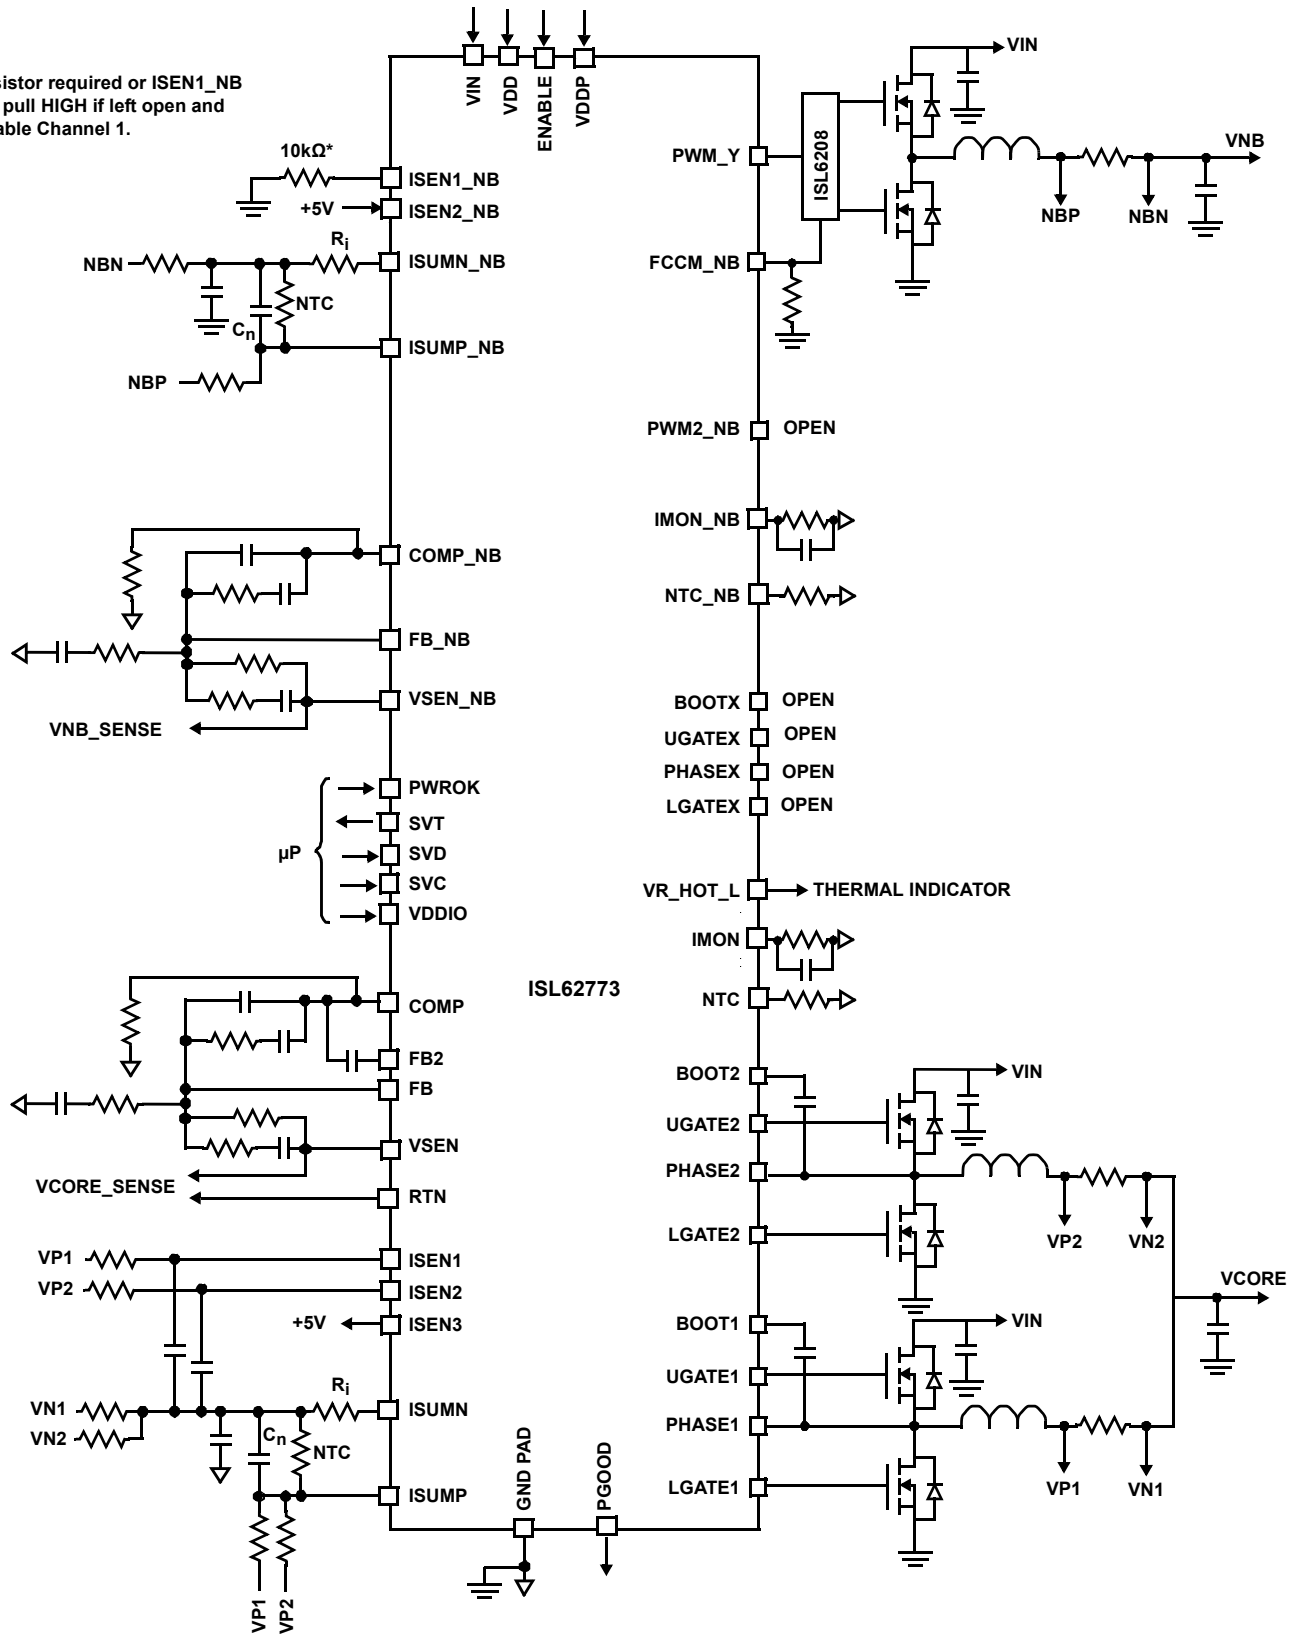 sistor required or ISEN1_NB
pull HIGH if left open and
able Channel 1.
VIN
VDD
ENABLE
VDDP
10kΩ*
ISEN1_NB
+5V
ISEN2_NB
NBN
Ri
ISUMN_NB
NTC
Cn
ISUMP_NB
NBP
COMP_NB
FB_NB
VSEN_NB
VNB_SENSE
µP
PWROK
SVT
SVD
SVC
VDDIO
COMP
FB2
FB
VSEN
VCORE_SENSE
RTN
VP1
ISEN1
VP2
ISEN2
+5V
ISEN3
VN1
Ri
ISUMN
VN2
Cn
NTC
ISUMP
VP1
VP2
GND PAD
PGOOD
ISL62773
PWM_Y
ISL6208
VIN
VNB
NBP
NBN
FCCM_NB
PWM2_NB
OPEN
IMON_NB
NTC_NB
BOOTX
OPEN
UGATEX
OPEN
PHASEX
OPEN
LGATEX
OPEN
VR_HOT_L
THERMAL INDICATOR
IMON
NTC
BOOT2
VIN
UGATE2
PHASE2
LGATE2
VP2
VN2
VCORE
BOOT1
VIN
UGATE1
PHASE1
LGATE1
VP1
VN1